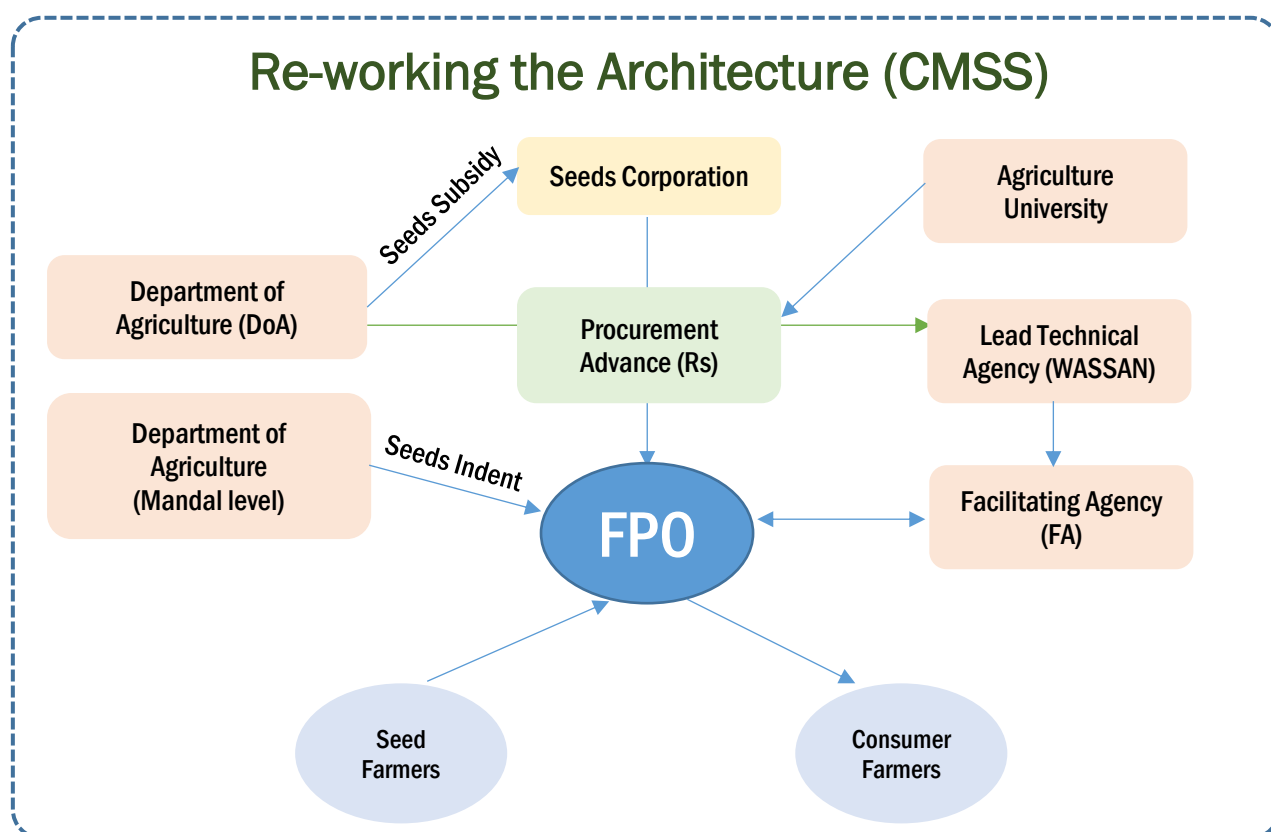 Re-working the Architecture (CMSS)
Seeds Subsidy
Seeds Corporation
Agriculture
University
Department of
Agriculture (DoA)
Procurement
Advance (Rs)
Lead Technical
Agency (WASSAN)
Department of
Agriculture
(Mandal level)
Seeds Indent
FPO
Facilitating Agency
(FA)
Seed
Farmers
Consumer
Farmers